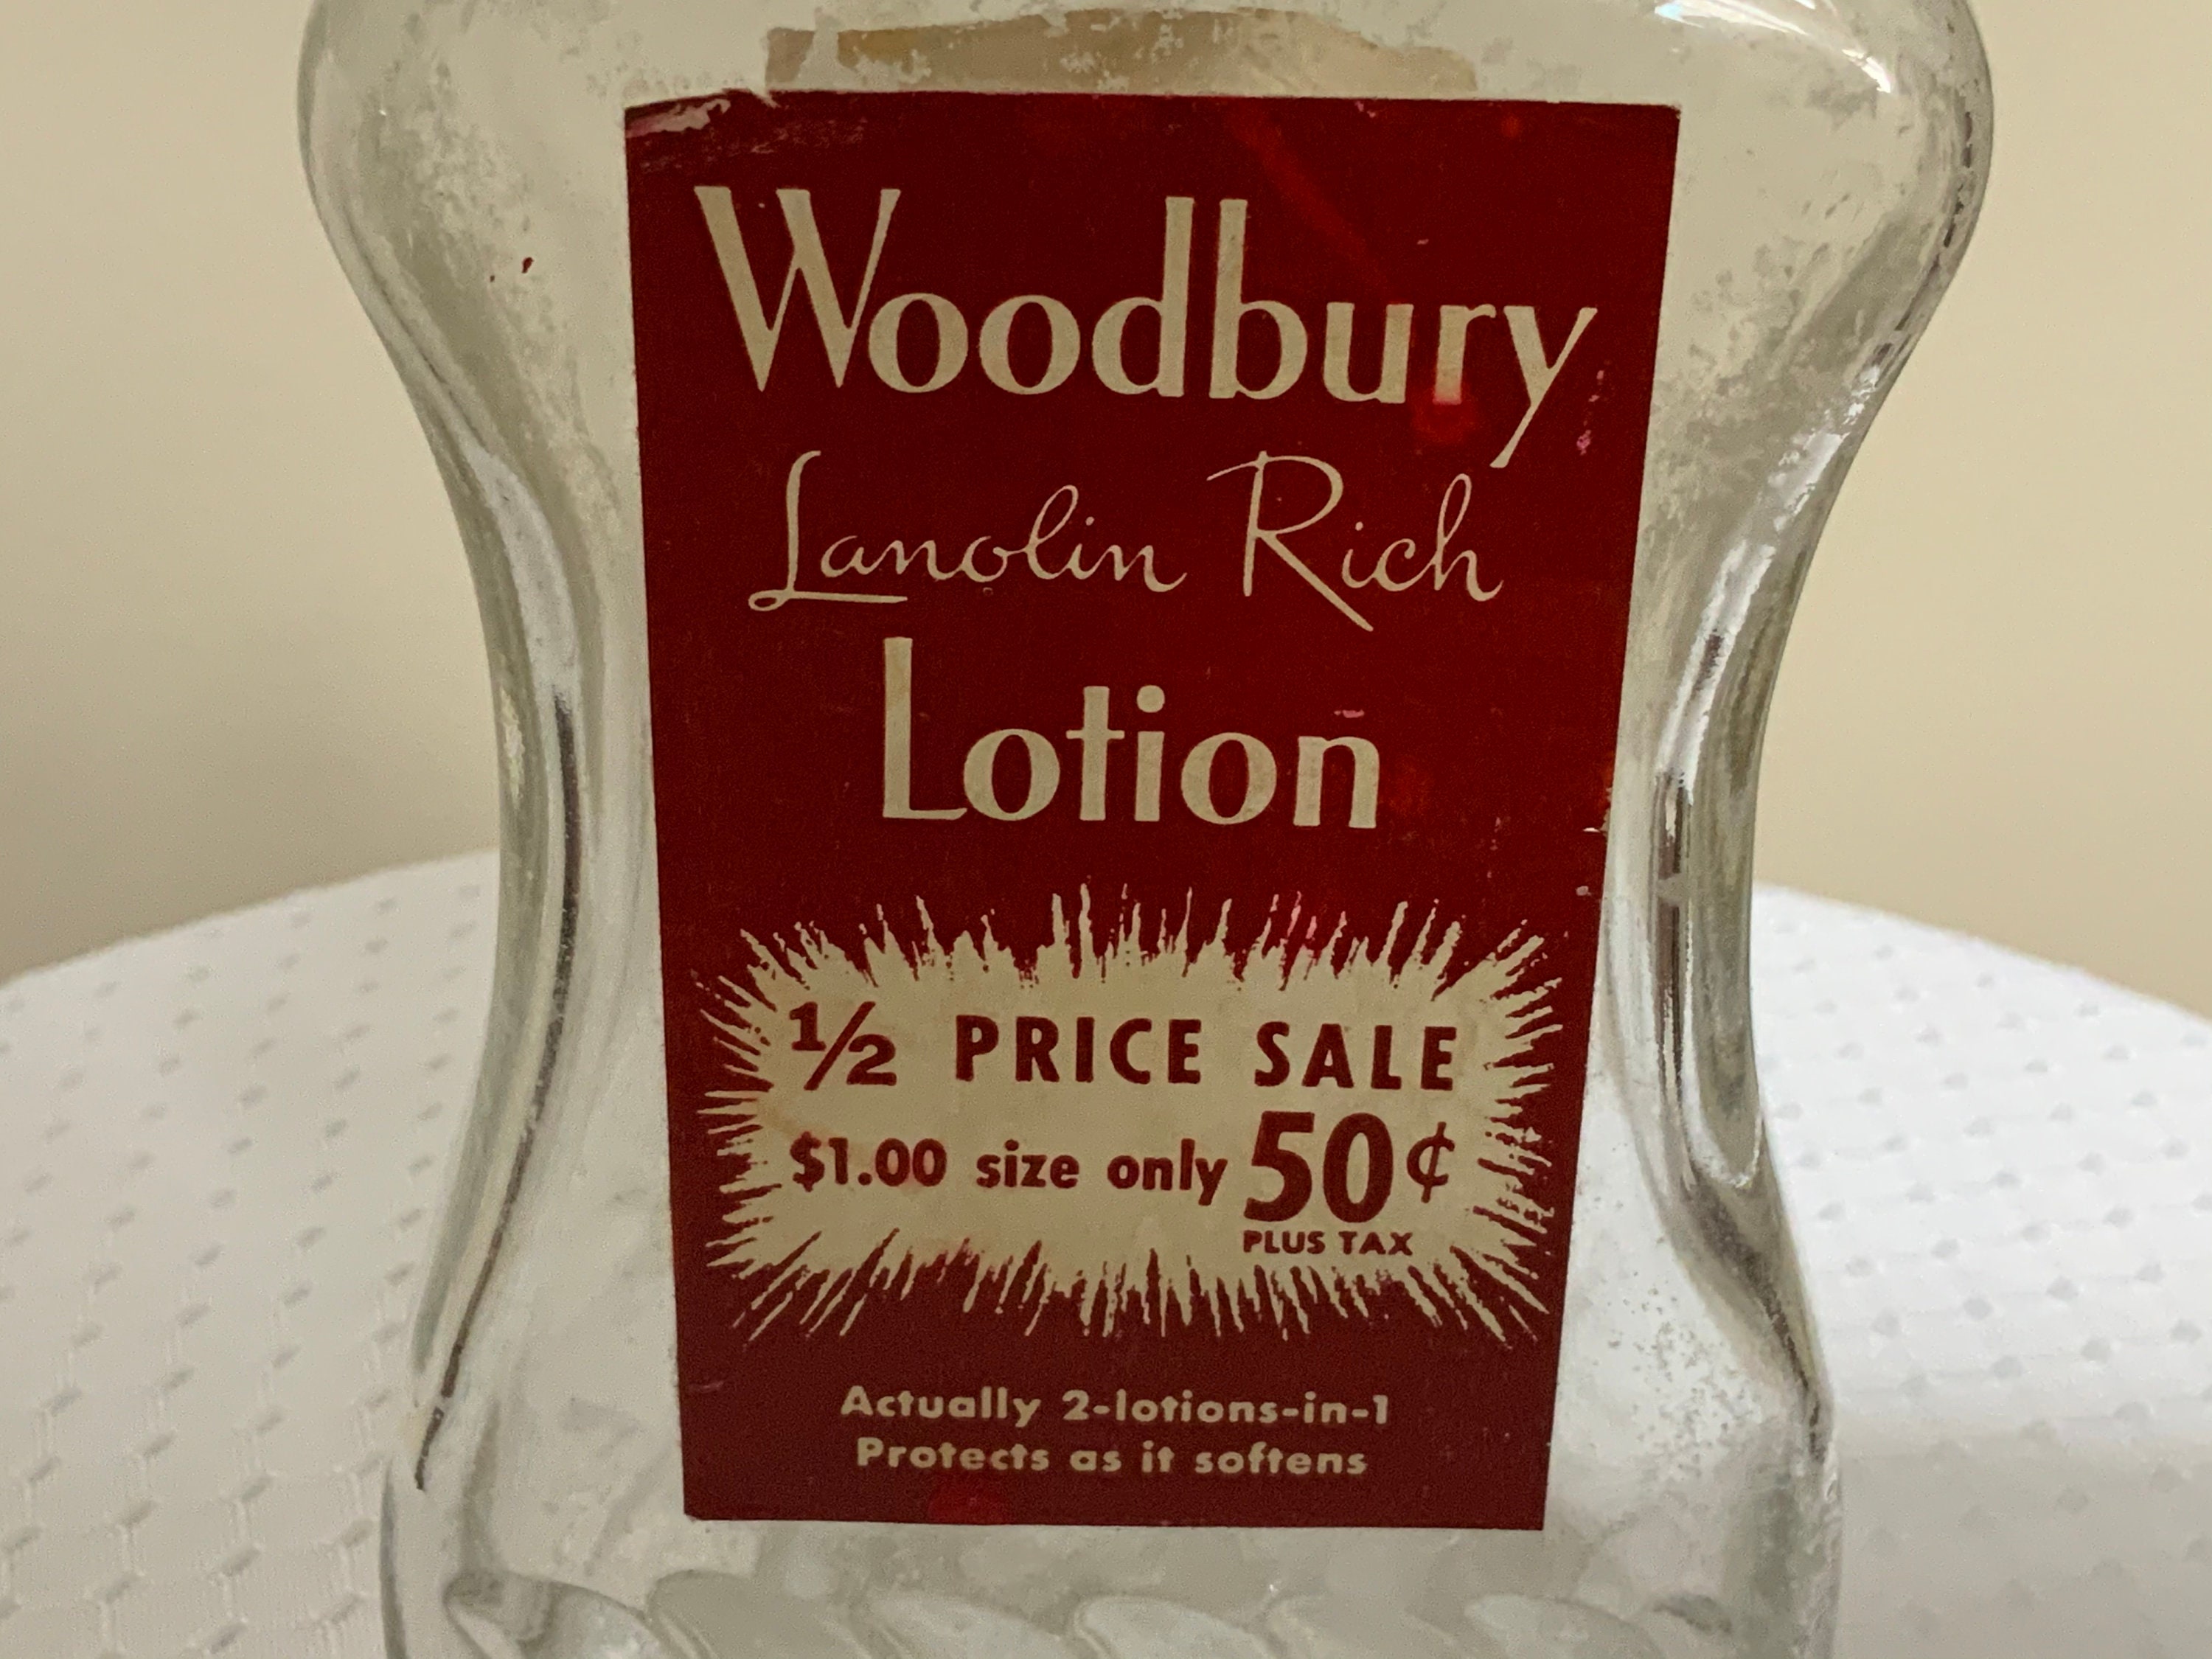 Woodbury
Lanolin Rich
Lotion
½ PRICE SALE
$1.00 size only 50¢
PLUS TAX
Actually 2-lotions-in-1
Protects as it softens